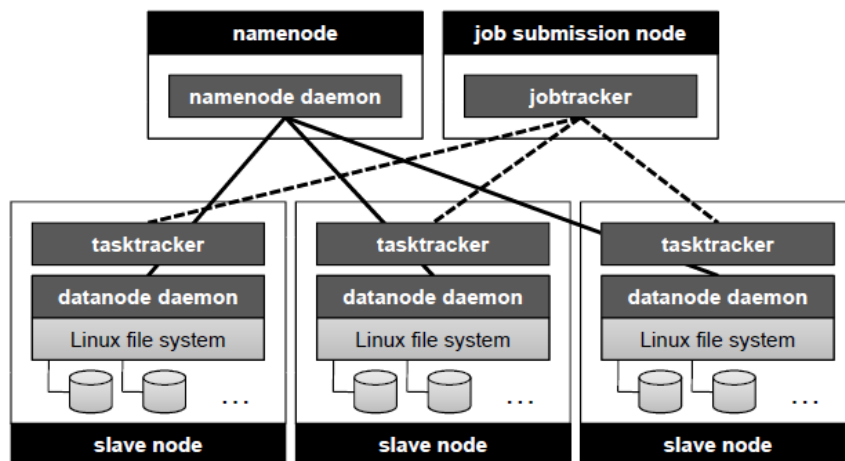 namenode
job submission node
namenode daemon
jobtracker
tasktracker
tasktracker
tasktracker
datanode daemon
datanode daemon
datanode daemon
Linux file system
Linux file system
Linux file system
...
...
...
slave node
slave node
slave node